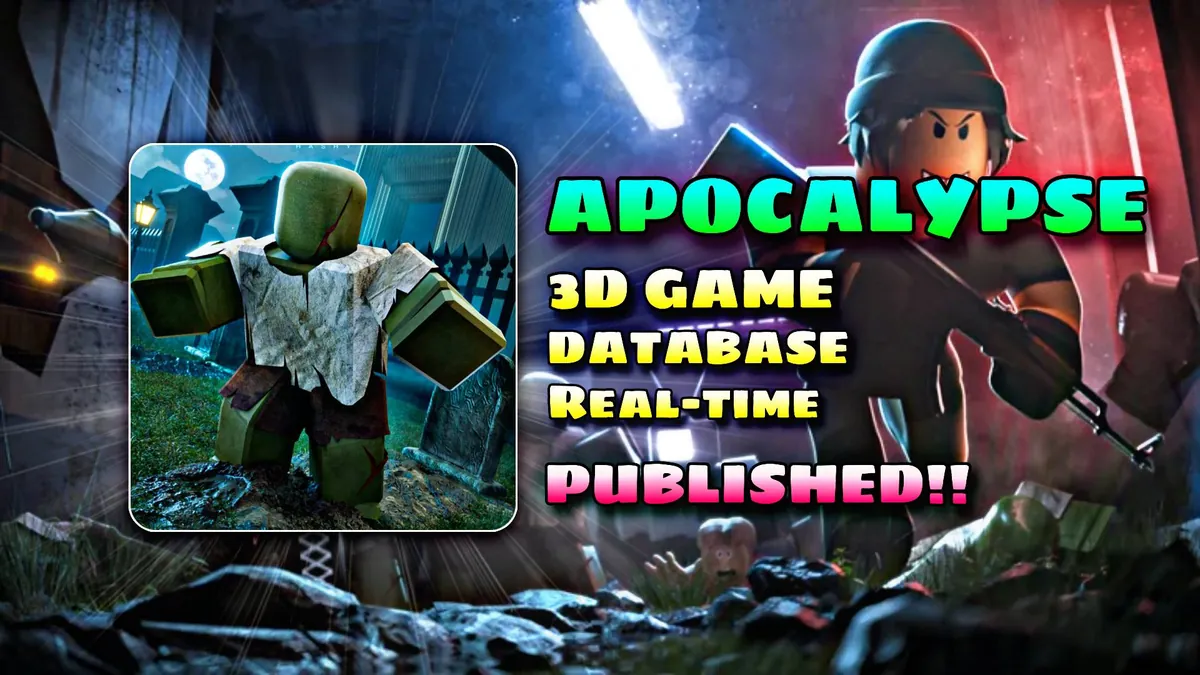 APOCALYPSE
3D GAME
DATABASE
REAL-TIME
PUBLISHED!!